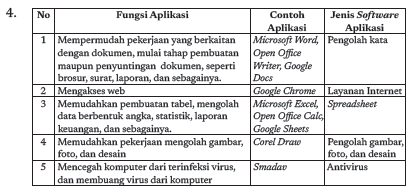 4.
No Fungsi Aplikasi Contoh Aplikasi Jenis Software Aplikasi
1 Mempermudah pekerjaan yang berkaitan dengan dokumen, mulai tahap pembuatan maupun penyuntingan dokumen, seperti brosur, surat, laporan, dan sebagainya. Microsoft Word, Open Office Writer, Google Docs Pengolah kata
2 Mengakses web Google Chrome Layanan Internet
3 Memudahkan pembuatan tabel, mengolah data berbentuk angka, statistik, laporan keuangan, dan sebagainya. Microsoft Excel, Open Office Calc, Google Sheets Spreadsheet
4 Memudahkan pekerjaan mengolah gambar, foto, dan desain Corel Draw Pengolah gambar, foto, dan desain
5 Mencegah komputer dari terinfeksi virus, dan membuang virus dari komputer Smadav Antivirus